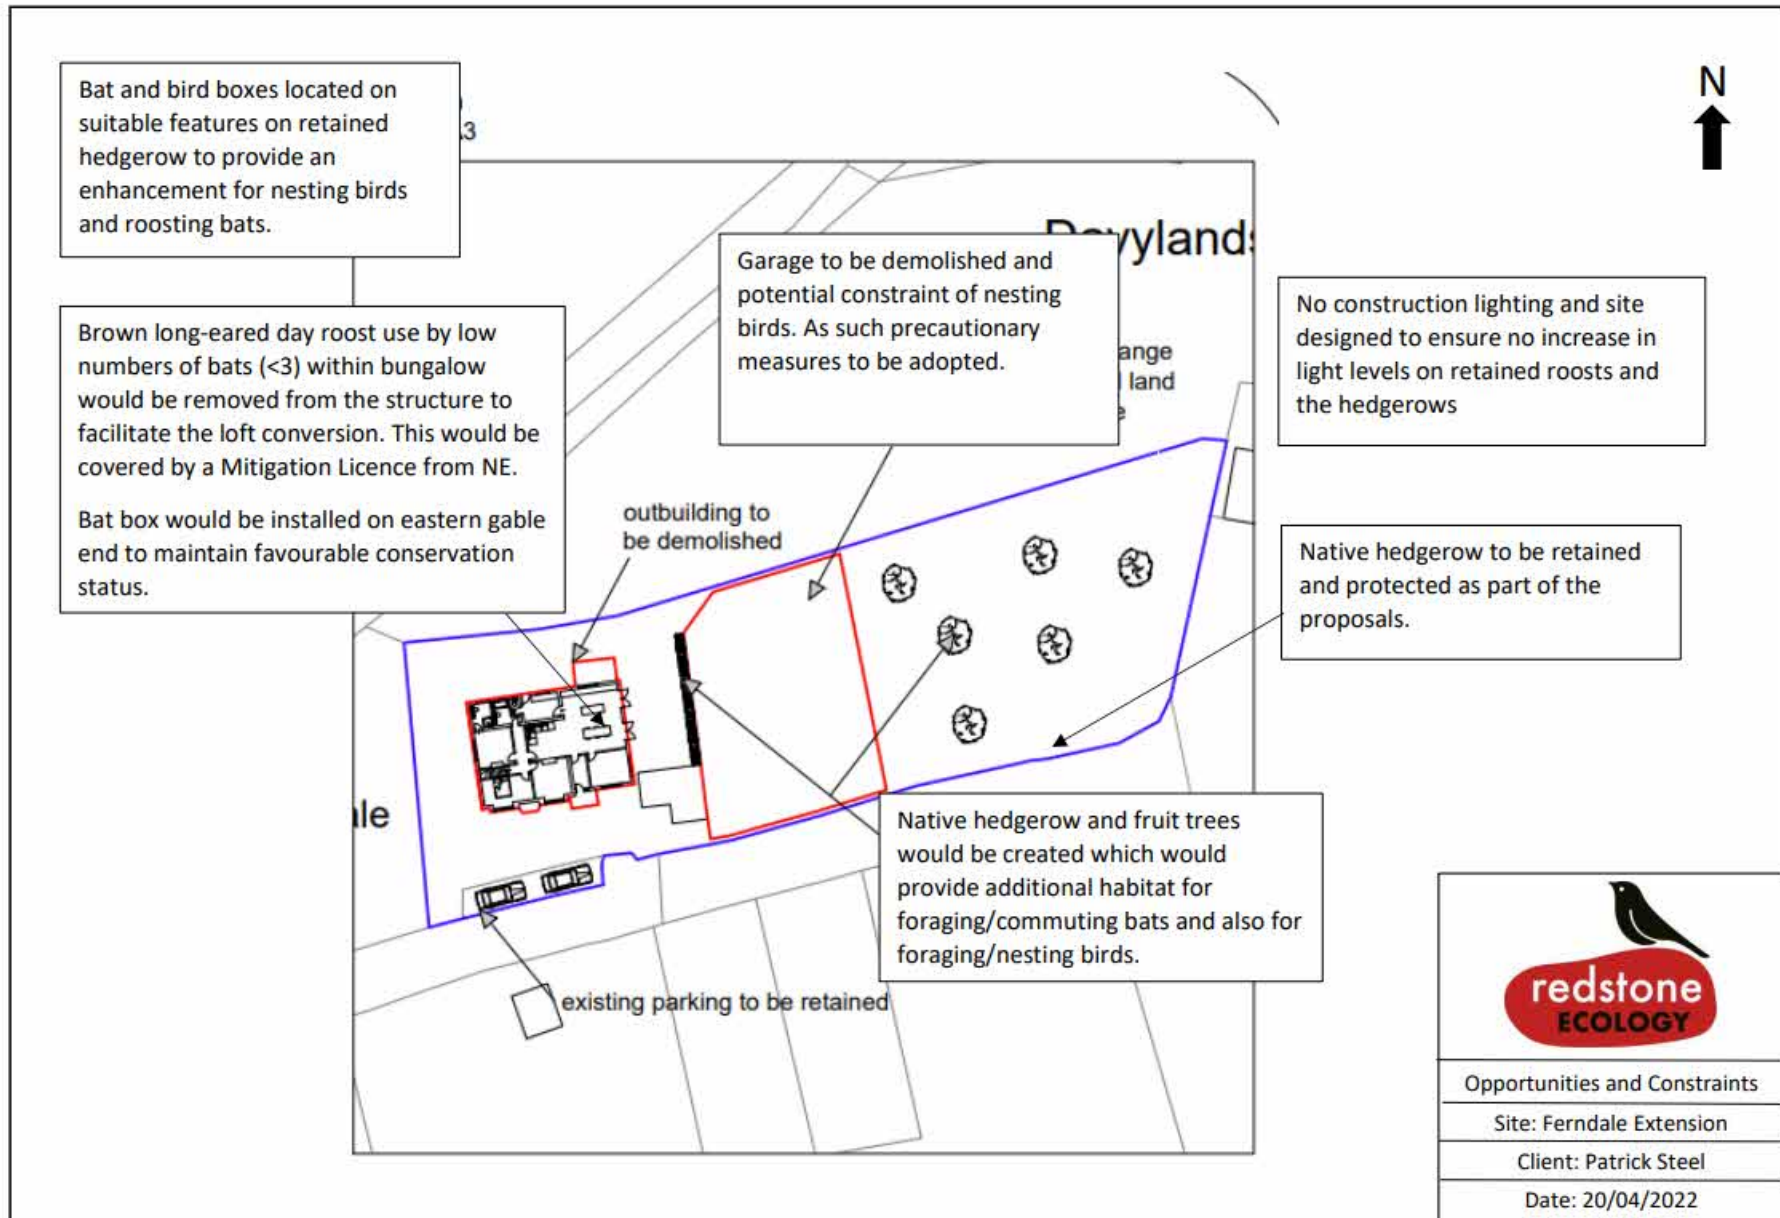 Bat and bird boxes located on
suitable features on retained
hedgerow to provide an
enhancement for nesting birds
and roosting bats.
N
Garage to be demolished and
potential constraint of nesting
birds. As such precautionary
measures to be adopted.
land
No construction lighting and site
designed to ensure no increase in
light levels on retained roosts and
the hedgerows
Brown long-eared day roost use by low
numbers of bats (<3) within bungalow
would be removed from the structure to
facilitate the loft conversion. This would be
covered by a Mitigation Licence from NE.
Bat box would be installed on eastern gable
end to maintain favourable conservation
status.
outbuilding to
be demolished
Native hedgerow to be retained
and protected as part of the
proposals.
Native hedgerow and fruit trees
would be created which would
provide additional habitat for
foraging/commuting bats and also for
foraging/nesting birds.
existing parking to be retained
redstone
ECOLOGY
Opportunities and Constraints
Site: Ferndale Extension
Client: Patrick Steel
Date: 20/04/2022